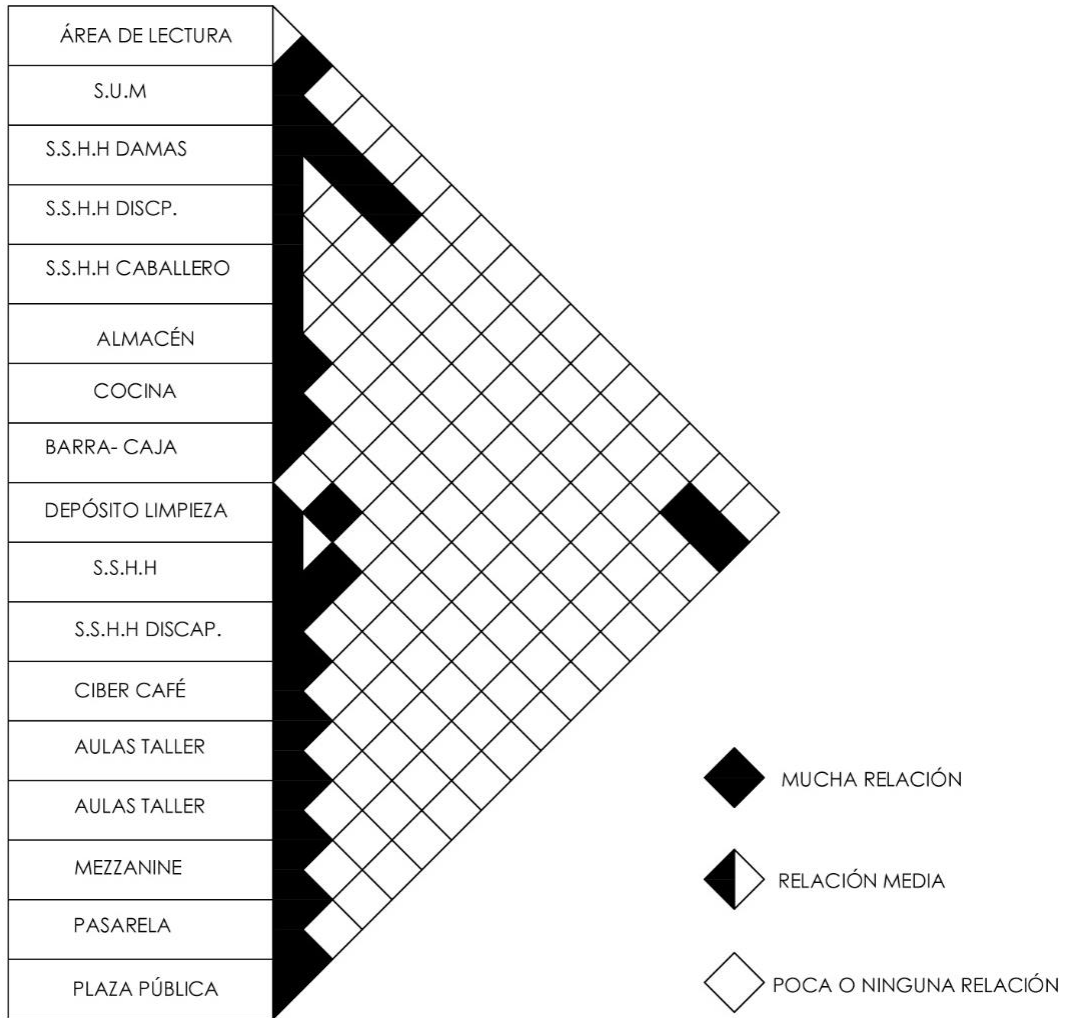 ÁREA DE LECTURA
S.U.M
S.S.H.H DAMAS
S.S.H.H DISCP.
S.S.H.H CABALLERO
ALMACÉN
COCINA
BARRA- CAJA
DEPÓSITO LIMPIEZA
S.S.H.H
S.S.H.H DISCAP.
CIBER CAFÉ
AULAS TALLER
AULAS TALLER
MEZZANINE
PASARELA
PLAZA PÚBLICA
MUCHA RELACIÓN
RELACIÓN MEDIA
POCA O NINGUNA RELACIÓN